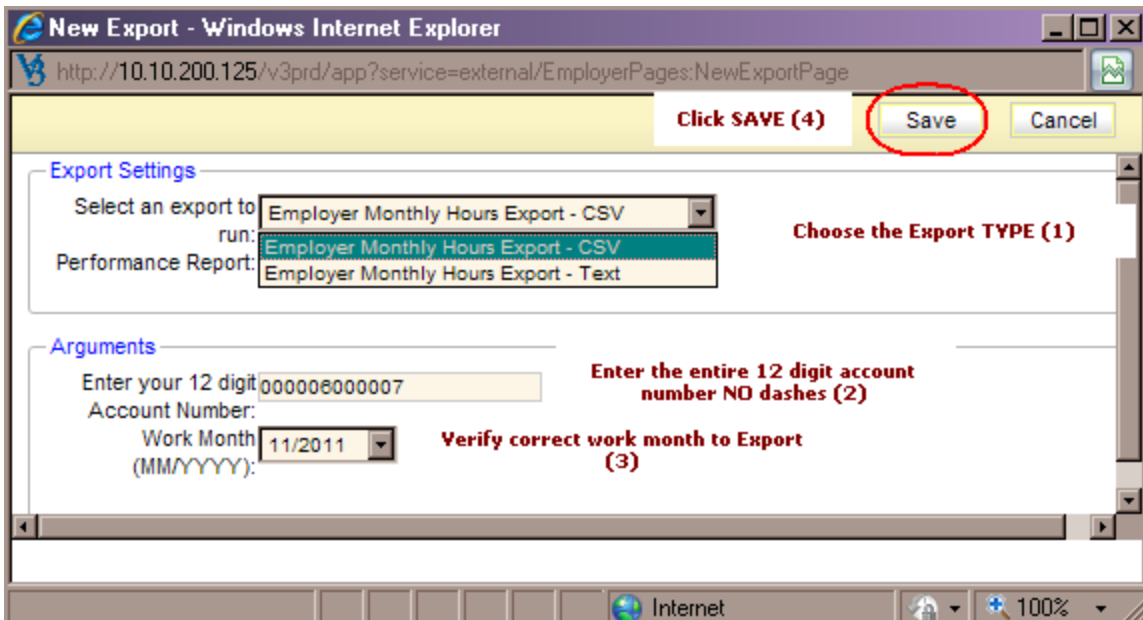 New Export - Windows Internet Explorer
http://10.10.200.125/v3prd/app?service=external/EmployerPages:NewExportPage
Click SAVE (4)
Save
Cancel
Export Settings
Select an export to
run:
Employer Monthly Hours Export - CSV
Employer Monthly Hours Export - CSV
Employer Monthly Hours Export - Text
Choose the Export TYPE (1)
Performance Report:
Arguments
Enter your 12 digit
Account Number:
000006000007
Enter the entire 12 digit account
number NO dashes (2)
Work Month
(MM/YYYY):
11/2011
Verify correct work month to Export
(3)
Internet
100%